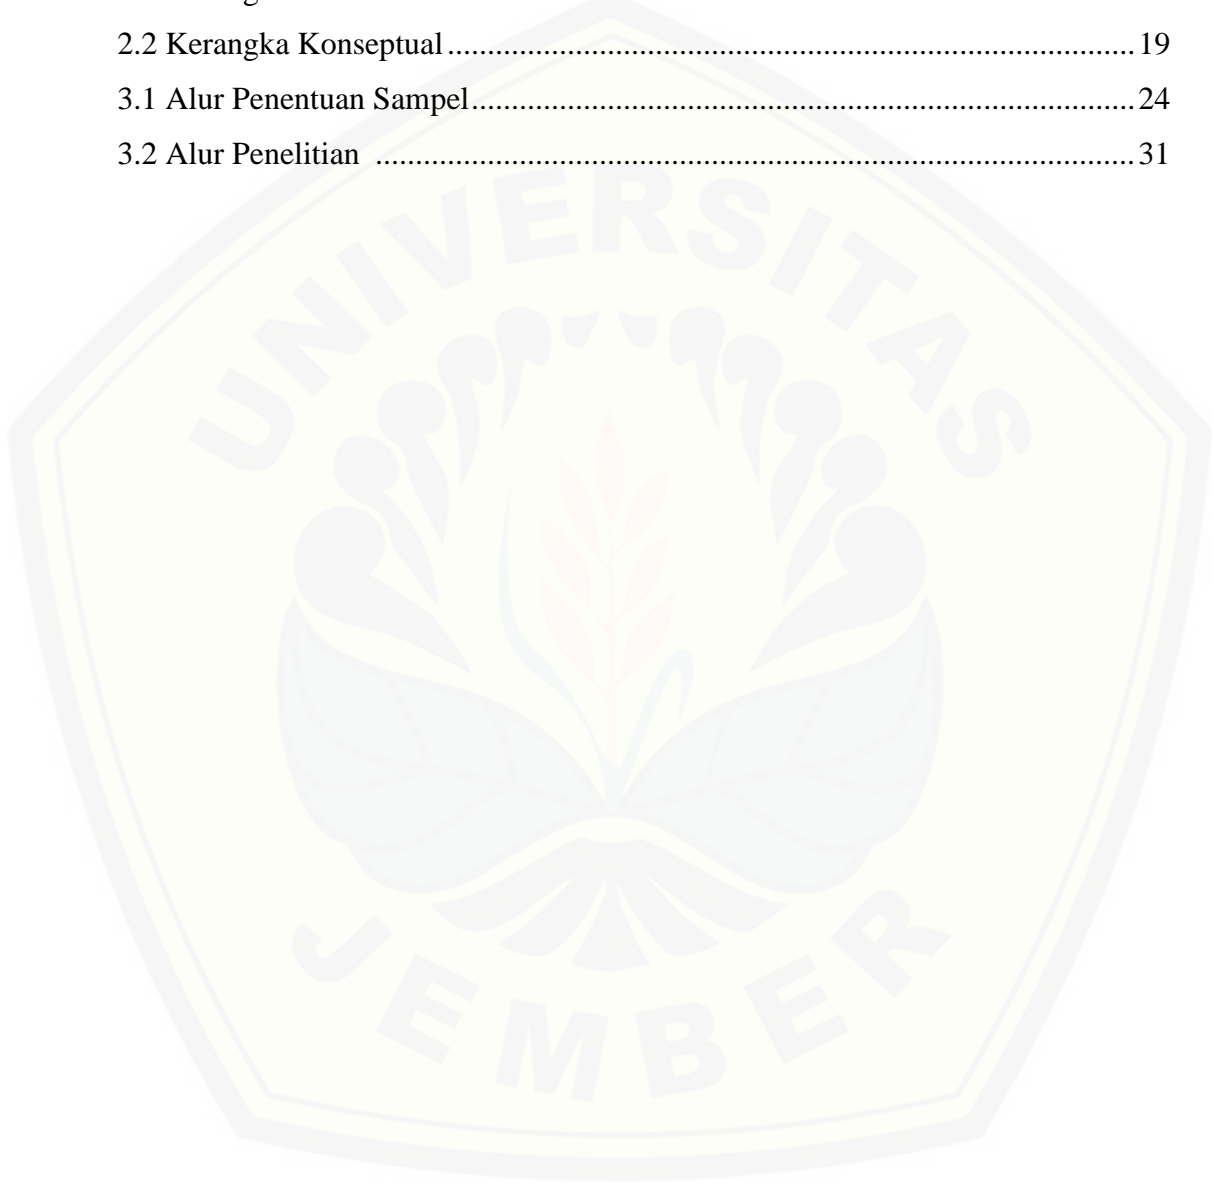 2.2 Kerangka Konseptual ..................................................................................... 19
3.1 Alur Penentuan Sampel.................................................................................. 24
3.2 Alur Penelitian .............................................................................................. 31
UNIVERSITAS
JEMBER